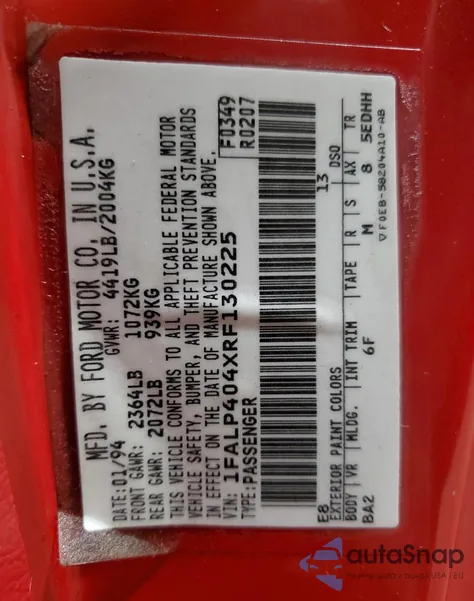 MFD. BY FORD MOTOR CO. IN U.S.A.
DATE: 01/94 GVWR: 4419LB/2004KG
FRONT GAWR: 2364LB 1072KG
REAR GAWR: 2072LB 939KG
THIS VEHICLE CONFORMS TO ALL APPLICABLE FEDERAL MOTOR
VEHICLE SAFETY, BUMPER, AND THEFT PREVENTION STANDARDS
IN EFFECT ON THE DATE OF MANUFACTURE SHOWN ABOVE.
VIN: 1FALP404XRF130225 F0349
TYPE: PASSENGER R0207
E8 13 DSO
EXTERIOR PAINT COLORS
BODY VR MLDG. INT TRIM TAPE R S AX TR
BA2 6F M 8 5EDHH
▽F0EB-58204A10-AB
autoSnap